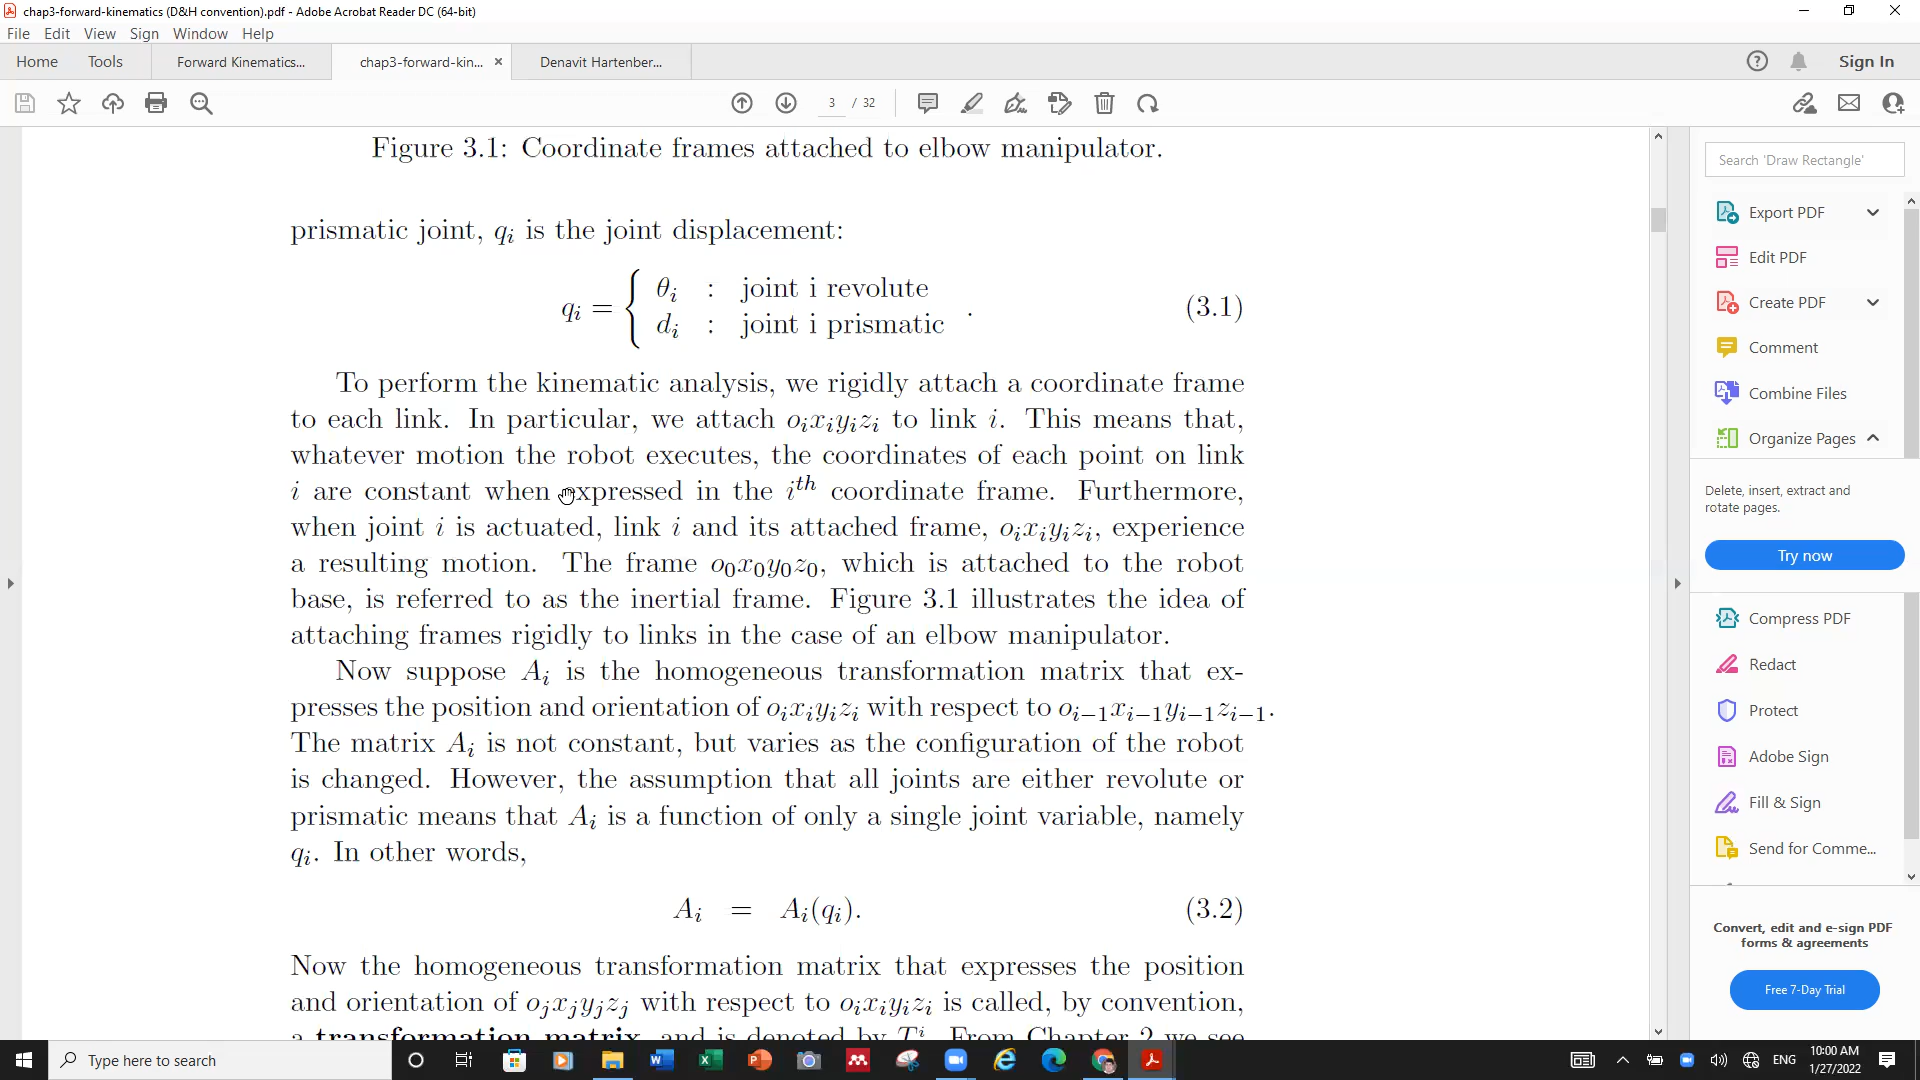 chap3-forward-kinematics (D&H convention).pdf - Adobe Acrobat Reader DC (64-bit)
File Edit View Sign Window Help
Home Tools Forward Kinematics... chap3-forward-kin... × Denavit Hartenber... Sign In
3 / 32
Figure 3.1: Coordinate frames attached to elbow manipulator.
prismatic joint, qi is the joint displacement:
qi = { θi : joint i revolute
di : joint i prismatic . (3.1)
To perform the kinematic analysis, we rigidly attach a coordinate frame
to each link. In particular, we attach oixiyizi to link i. This means that,
whatever motion the robot executes, the coordinates of each point on link
i are constant when expressed in the ith coordinate frame. Furthermore,
when joint i is actuated, link i and its attached frame, oixiyizi, experience
a resulting motion. The frame o0x0y0z0, which is attached to the robot
base, is referred to as the inertial frame. Figure 3.1 illustrates the idea of
attaching frames rigidly to links in the case of an elbow manipulator.
Now suppose Ai is the homogeneous transformation matrix that ex-
presses the position and orientation of oixiyizi with respect to oi−1xi−1yi−1zi−1.
The matrix Ai is not constant, but varies as the configuration of the robot
is changed. However, the assumption that all joints are either revolute or
prismatic means that Ai is a function of only a single joint variable, namely
qi. In other words,
Ai = Ai(qi). (3.2)
Now the homogeneous transformation matrix that expresses the position
and orientation of ojxjyjzj with respect to oixiyizi is called, by convention,
a transformation matrix, and is denoted by Ti. From Chapter 2 we see
Search 'Draw Rectangle'
Export PDF
Edit PDF
Create PDF
Comment
Combine Files
Organize Pages
Delete, insert, extract and
rotate pages.
Try now
Compress PDF
Redact
Protect
Adobe Sign
Fill & Sign
Send for Comme...
Convert, edit and e-sign PDF
forms & agreements
Free 7-Day Trial
Type here to search
ENG
10:00 AM
1/27/2022